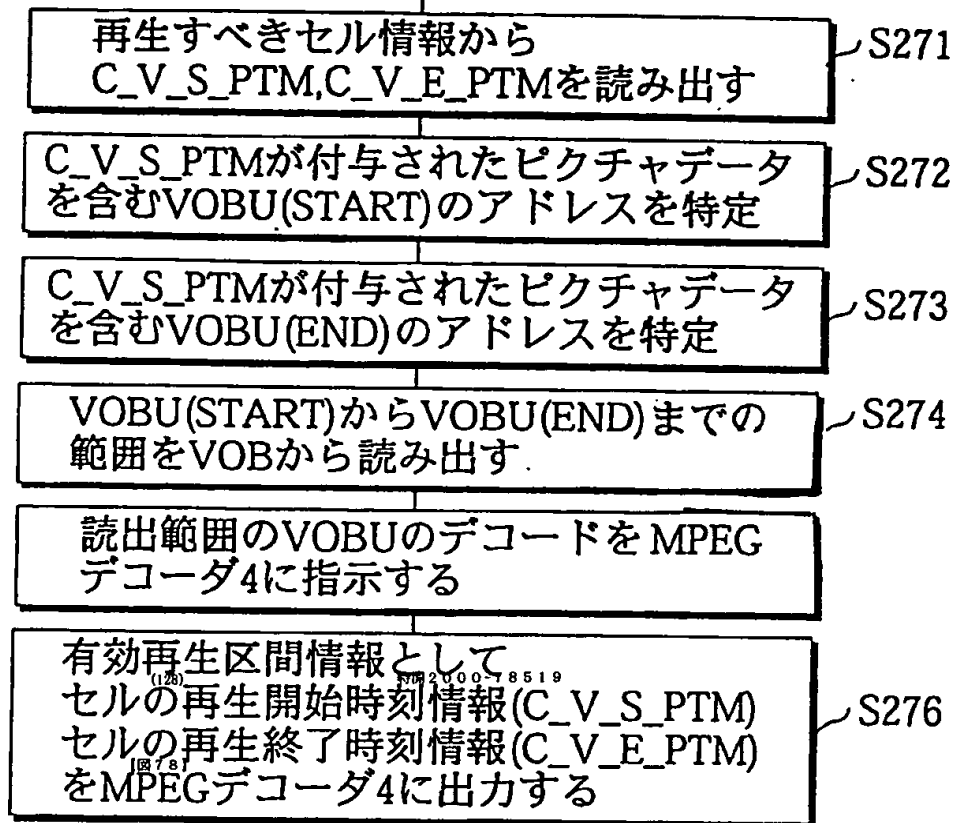 再生すべきセル情報から
C_V_S_PTM,C_V_E_PTMを読み出す
S271
C_V_S_PTMが付与されたピクチャデータ
を含むVOBU(START)のアドレスを特定
S272
C_V_S_PTMが付与されたピクチャデータ
を含むVOBU(END)のアドレスを特定
S273
VOBU(START)からVOBU(END)までの
範囲をVOBから読み出す
S274
読出範囲のVOBUのデコードをMPEG
デコーダ4に指示する
有効再生区間情報として
(128)
セルの再生開始時刻情報(C_V_S_PTM)
セルの再生終了時刻情報(C_V_E_PTM)
【図78】
をMPEGデコーダ4に出力する
S276